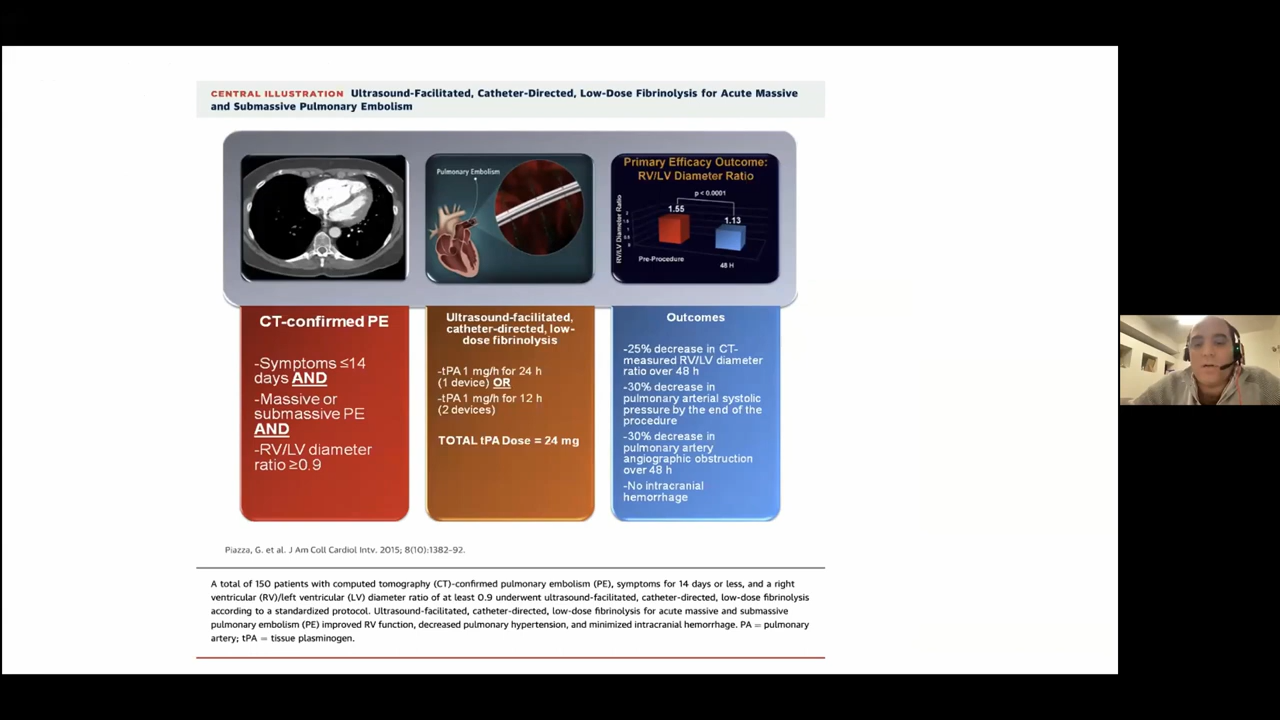 CENTRAL ILLUSTRATION Ultrasound-Facilitated, Catheter-Directed, Low-Dose Fibrinolysis for Acute Massive
and Submassive Pulmonary Embolism
Pulmonary Embolism
Primary Efficacy Outcome:
RV/LV Diameter Ratio
p < 0.0001
1.55
1.13
RV/LV Diameter Ratio
Pre-Procedure
48 H
CT-confirmed PE
-Symptoms ≤14
days AND
-Massive or
submassive PE
AND
-RV/LV diameter
ratio ≥0.9
Ultrasound-facilitated,
catheter-directed, low-
dose fibrinolysis
-tPA 1 mg/h for 24 h
(1 device) OR
-tPA 1 mg/h for 12 h
(2 devices)
TOTAL tPA Dose = 24 mg
Outcomes
-25% decrease in CT-
measured RV/LV diameter
ratio over 48 h
-30% decrease in
pulmonary arterial systolic
pressure by the end of the
procedure
-30% decrease in
pulmonary artery
angiographic obstruction
over 48 h
-No intracranial
hemorrhage
Piazza, G. et al. J Am Coll Cardiol Intv. 2015; 8(10):1382–92.
A total of 150 patients with computed tomography (CT)-confirmed pulmonary embolism (PE), symptoms for 14 days or less, and a right
ventricular (RV)/left ventricular (LV) diameter ratio of at least 0.9 underwent ultrasound-facilitated, catheter-directed, low-dose fibrinolysis
according to a standardized protocol. Ultrasound-facilitated, catheter-directed, low-dose fibrinolysis for acute massive and submassive
pulmonary embolism (PE) improved RV function, decreased pulmonary hypertension, and minimized intracranial hemorrhage. PA = pulmonary
artery; tPA = tissue plasminogen.